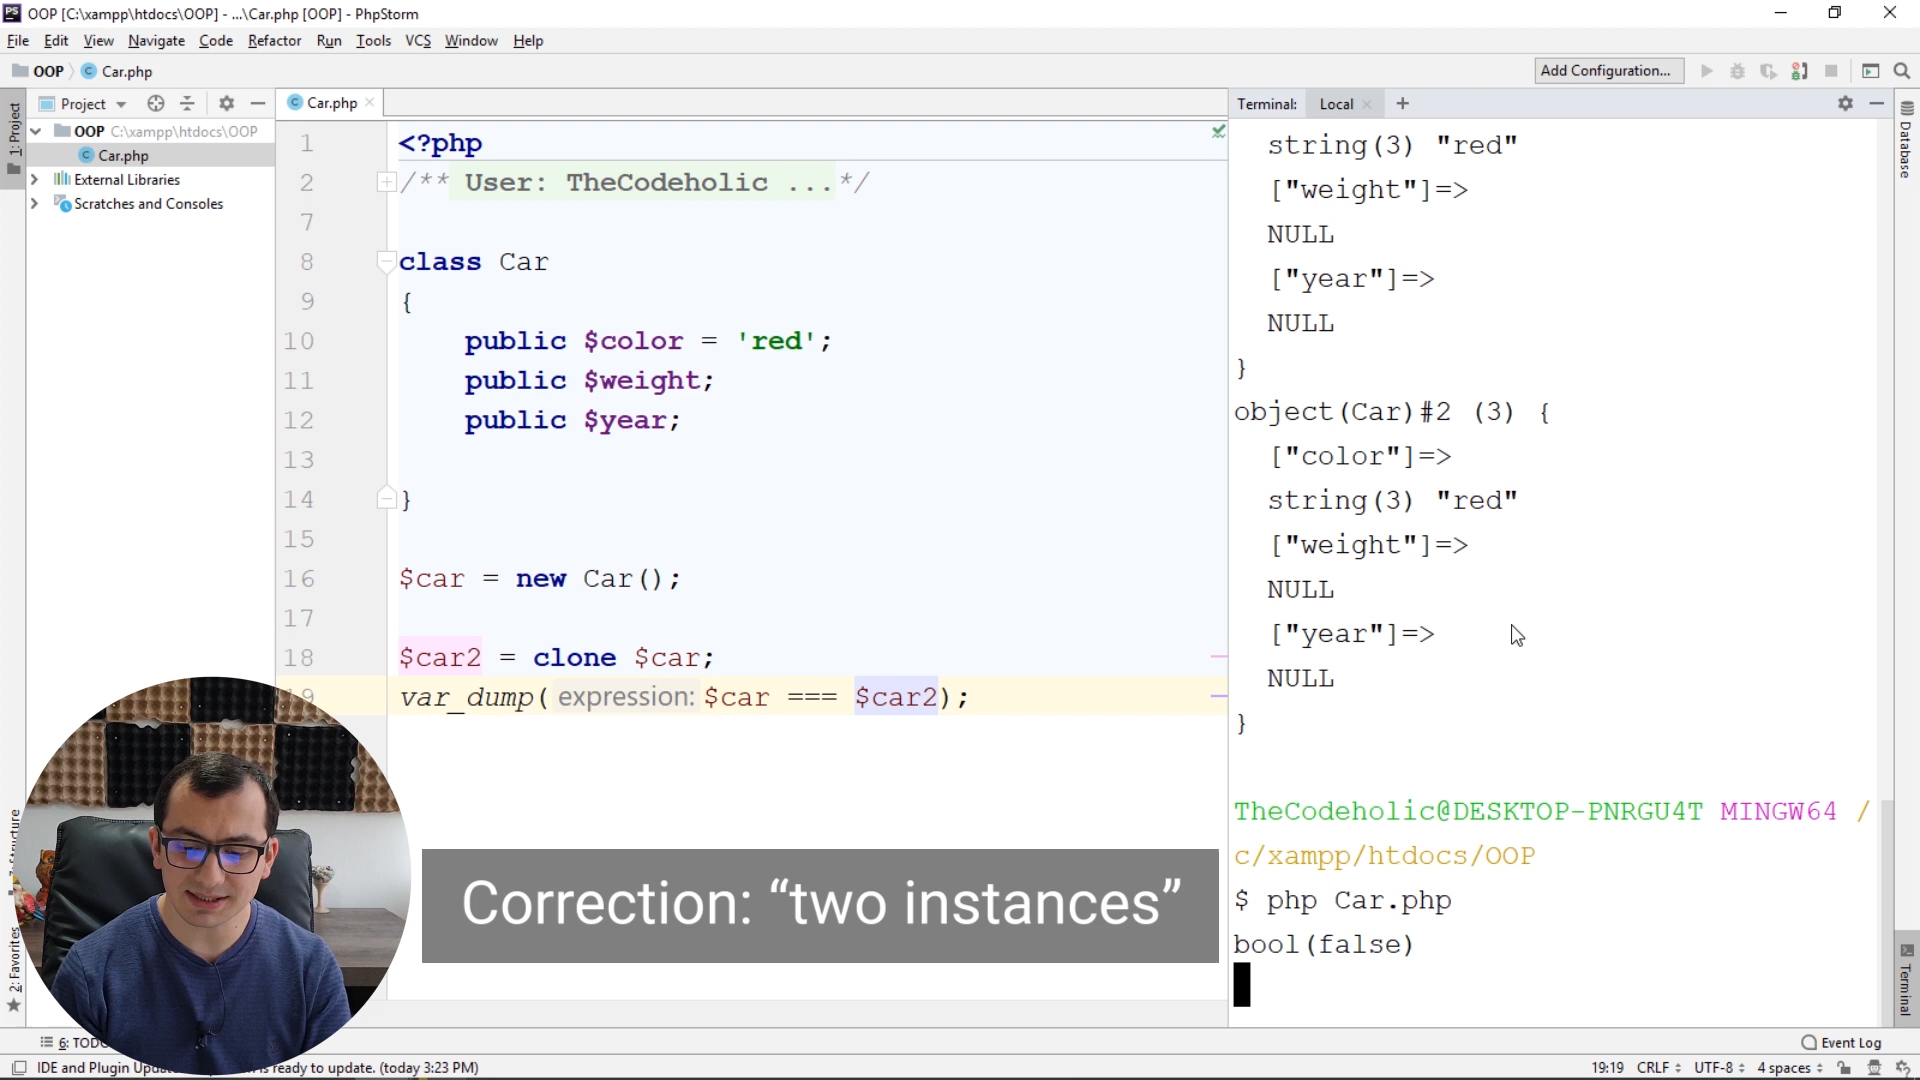 OOP [C:\xampp\htdocs\OOP] - ...\Car.php [OOP] - PhpStorm
File Edit View Navigate Code Refactor Run Tools VCS Window Help
OOP Car.php
Add Configuration...
Project
Car.php
Terminal: Local +
1: Project
OOP C:\xampp\htdocs\OOP
Car.php
External Libraries
Scratches and Consoles
1 <?php
2 /** User: TheCodeholic ...*/
7
8 class Car
9 {
10 public $color = 'red';
11 public $weight;
12 public $year;
13
14 }
15
16 $car = new Car();
17
18 $car2 = clone $car;
19 var_dump( expression: $car === $car2);
string(3) "red"
["weight"]=>
NULL
["year"]=>
NULL
}
object(Car)#2 (3) {
["color"]=>
string(3) "red"
["weight"]=>
NULL
["year"]=>
NULL
}
TheCodeholic@DESKTOP-PNRGU4T MINGW64 /
c/xampp/htdocs/OOP
$ php Car.php
bool(false)
Database
Terminal
Correction: “two instances”
2: Favorites
6: TODO
Event Log
IDE and Plugin
is ready to update. (today 3:23 PM)
19:19 CRLF UTF-8 4 spaces